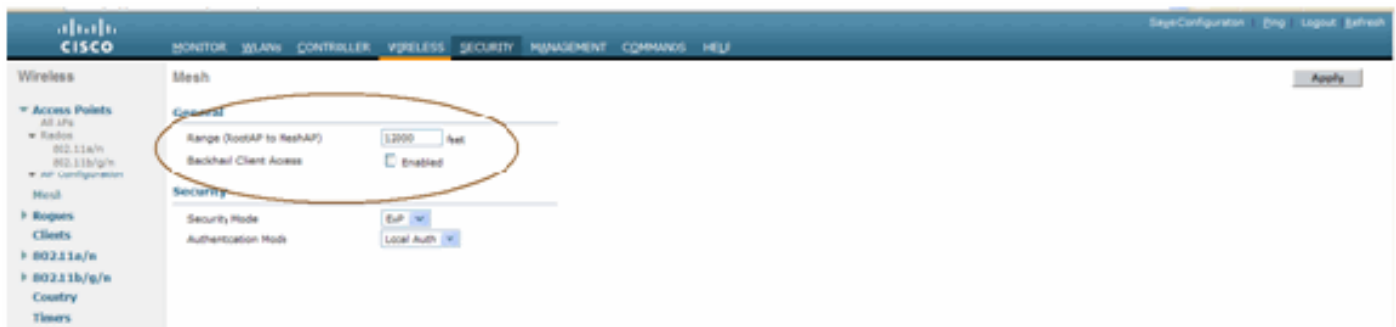 Save Configuration Ping Logout Refresh
CISCO
MONITOR WLANs CONTROLLER WIRELESS SECURITY MANAGEMENT COMMANDS HELP
Wireless
Mesh
Apply
Access Points
All APs
Radios
802.11a/n
802.11b/g/n
AP Configuration
Mesh
Rogues
Clients
802.11a/n
802.11b/g/n
Country
Timers
General
Range (RootAP to MeshAP) 12000 feet
Backhaul Client Access Enabled
Security
Security Mode EAP
Authentication Mode Local Auth